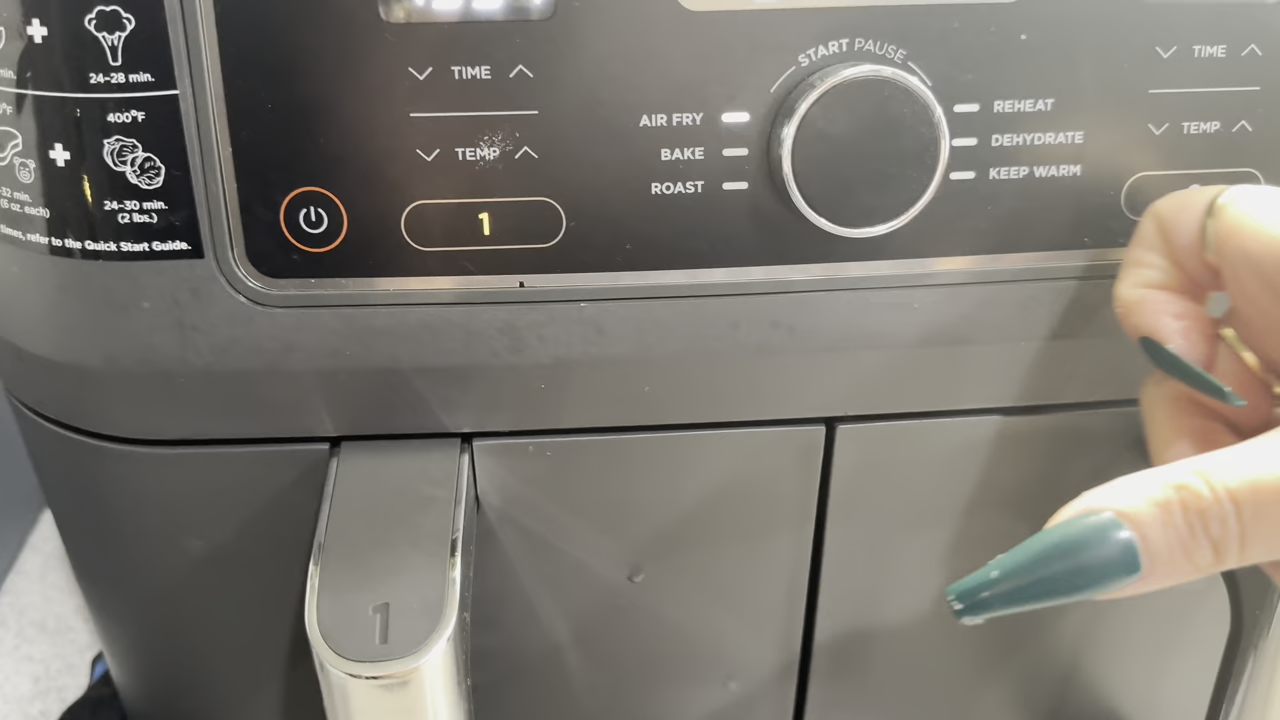 24-28 min.
400°F
24-30 min.
(2 lbs.)
(6 oz. each)
times, refer to the Quick Start Guide.
TIME
TEMP
1
START PAUSE
AIR FRY
BAKE
ROAST
REHEAT
DEHYDRATE
KEEP WARM
TIME
TEMP
1